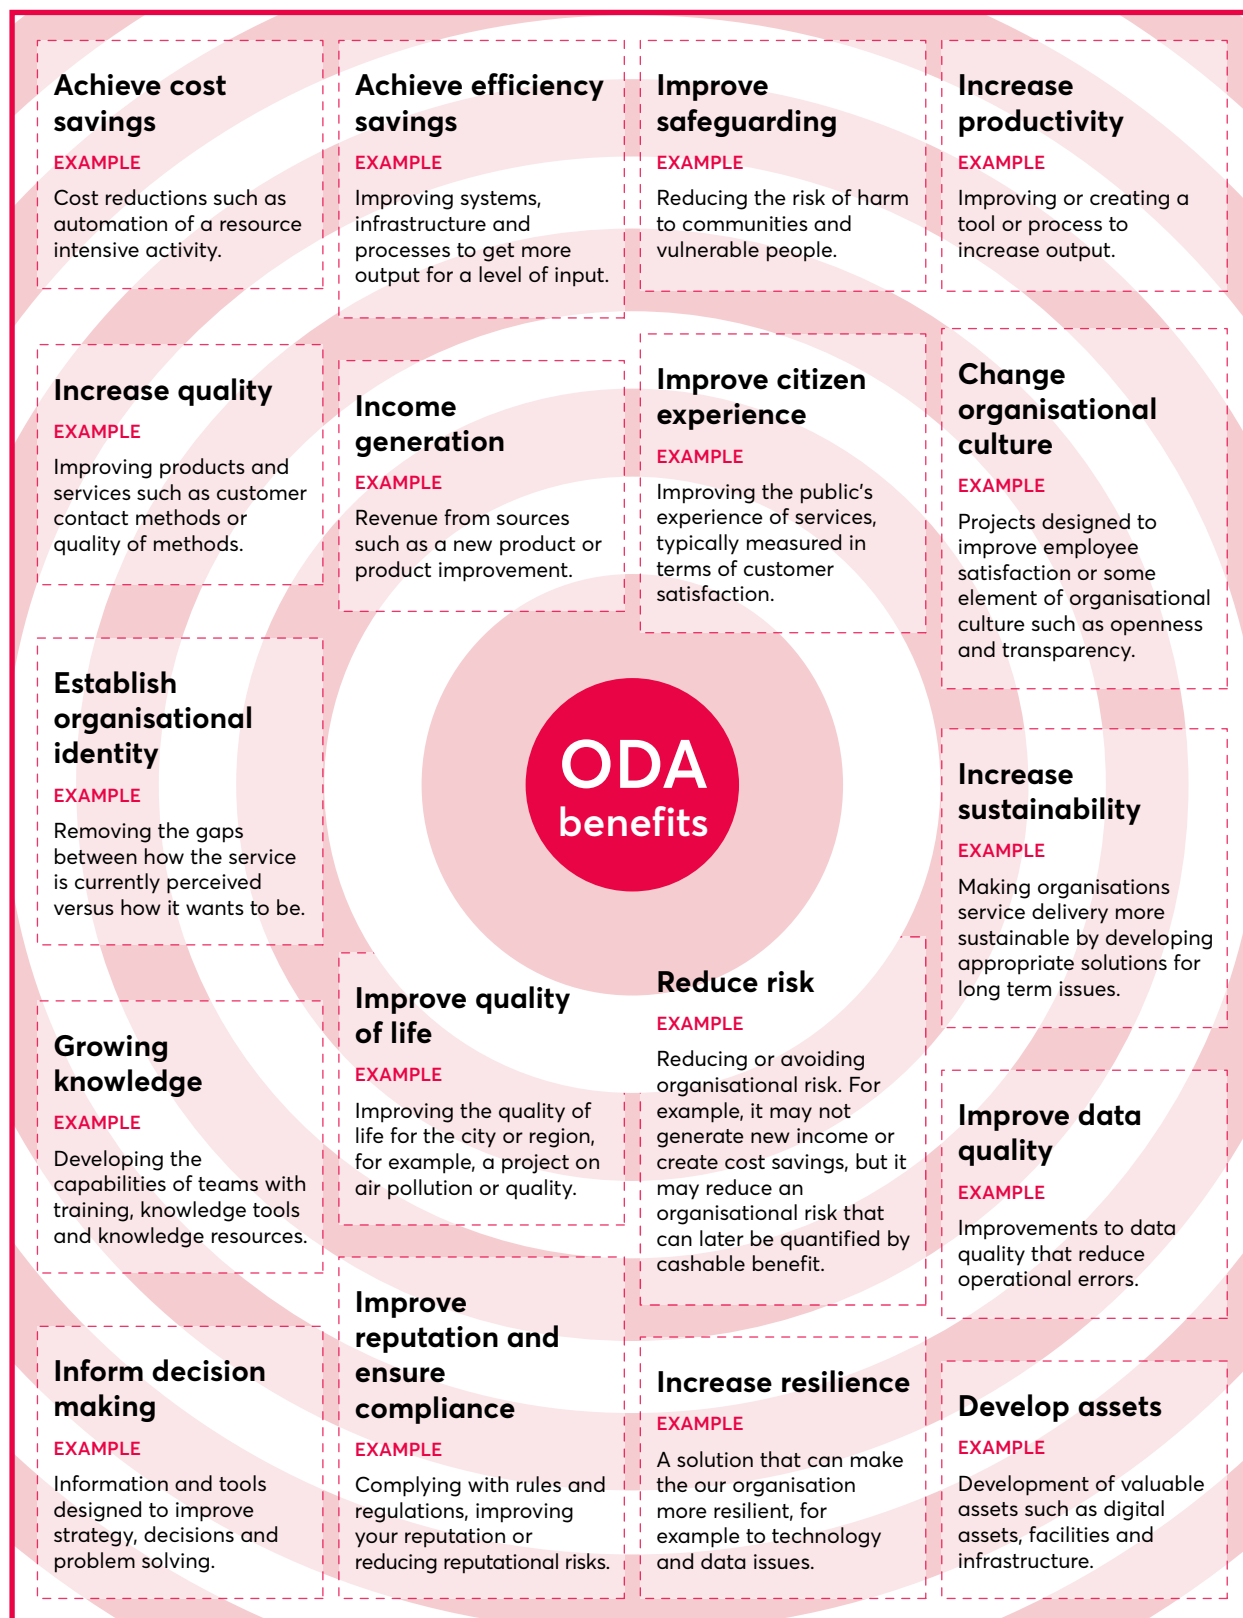 Achieve cost
savings
EXAMPLE
Cost reductions such as
automation of a resource
intensive activity.
Achieve efficiency
savings
EXAMPLE
Improving systems,
infrastructure and
processes to get more
output for a level of input.
Improve
safeguarding
EXAMPLE
Reducing the risk of harm
to communities and
vulnerable people.
Increase
productivity
EXAMPLE
Improving or creating a
tool or process to
increase output.
Increase quality
EXAMPLE
Improving products and
services such as customer
contact methods or
quality of methods.
Income
generation
EXAMPLE
Revenue from sources
such as a new product or
product improvement.
Improve citizen
experience
EXAMPLE
Improving the public's
experience of services,
typically measured in
terms of customer
satisfaction.
Change
organisational
culture
EXAMPLE
Projects designed to
improve employee
satisfaction or some
element of organisational
culture such as openness
and transparency.
Establish
organisational
identity
EXAMPLE
Removing the gaps
between how the service
is currently perceived
versus how it wants to be.
ODA
benefits
Increase
sustainability
EXAMPLE
Making organisations
service delivery more
sustainable by developing
appropriate solutions for
long term issues.
Growing
knowledge
EXAMPLE
Developing the
capabilities of teams with
training, knowledge tools
and knowledge resources.
Improve quality
of life
EXAMPLE
Improving the quality of
life for the city or region,
for example, a project on
air pollution or quality.
Reduce risk
EXAMPLE
Reducing or avoiding
organisational risk. For
example, it may not
generate new income or
create cost savings, but it
may reduce an
organisational risk that
can later be quantified by
cashable benefit.
Improve data
quality
EXAMPLE
Improvements to data
quality that reduce
operational errors.
Inform decision
making
EXAMPLE
Information and tools
designed to improve
strategy, decisions and
problem solving.
Improve
reputation and
ensure
compliance
EXAMPLE
Complying with rules and
regulations, improving
your reputation or
reducing reputational risks.
Increase resilience
EXAMPLE
A solution that can make
the our organisation
more resilient, for
example to technology
and data issues.
Develop assets
EXAMPLE
Development of valuable
assets such as digital
assets, facilities and
infrastructure.